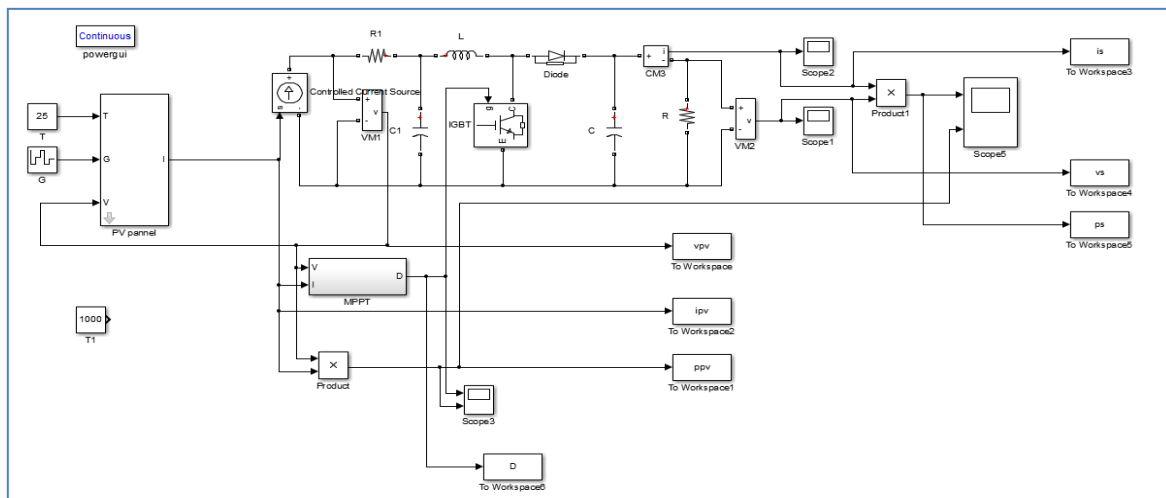 Continuous
powergui
25
T
G
T
G
V
I
PV pannel
1000
T1
s
+
-
Controlled Current Source
R1
L
+
-
v
VM1
C1
g
C
E
IGBT
Diode
C
+
i
-
CM3
R
+
-
v
VM2
Scope2
Scope1
×
Product1
Scope5
is
To Workspace3
vs
To Workspace4
ps
To Workspace5
V
I
D
MPPT
vpv
To Workspace
ipv
To Workspace2
×
Product
ppv
To Workspace1
Scope3
D
To Workspace6